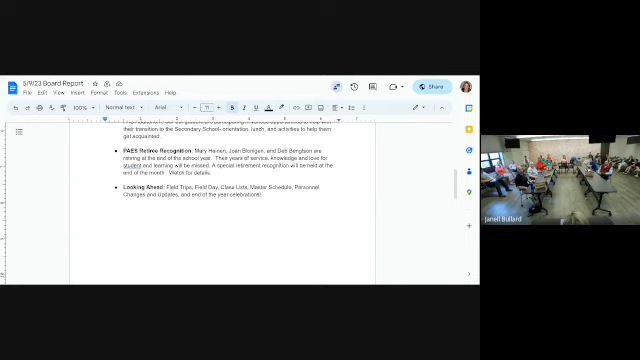 5/9/23 Board Report
File Edit View Insert Format Tools Extensions Help
Share
100% Normal text Arial 11
their transition to the Secondary School- orientation, lunch, and activities to help them
get acquainted.
PAES Retiree Recognition: Mary Heinen, Joan Blonigen, and Deb Bengtson are
retiring at the end of the school year. Their years of service, knowledge and love for
student and learning will be missed. A special retirement recognition will be held at the
end of the month. Watch for details.
Looking Ahead: Field Trips, Field Day, Class Lists, Master Schedule, Personnel
Changes and Updates, and end of the year celebrations!
Janell Bullard